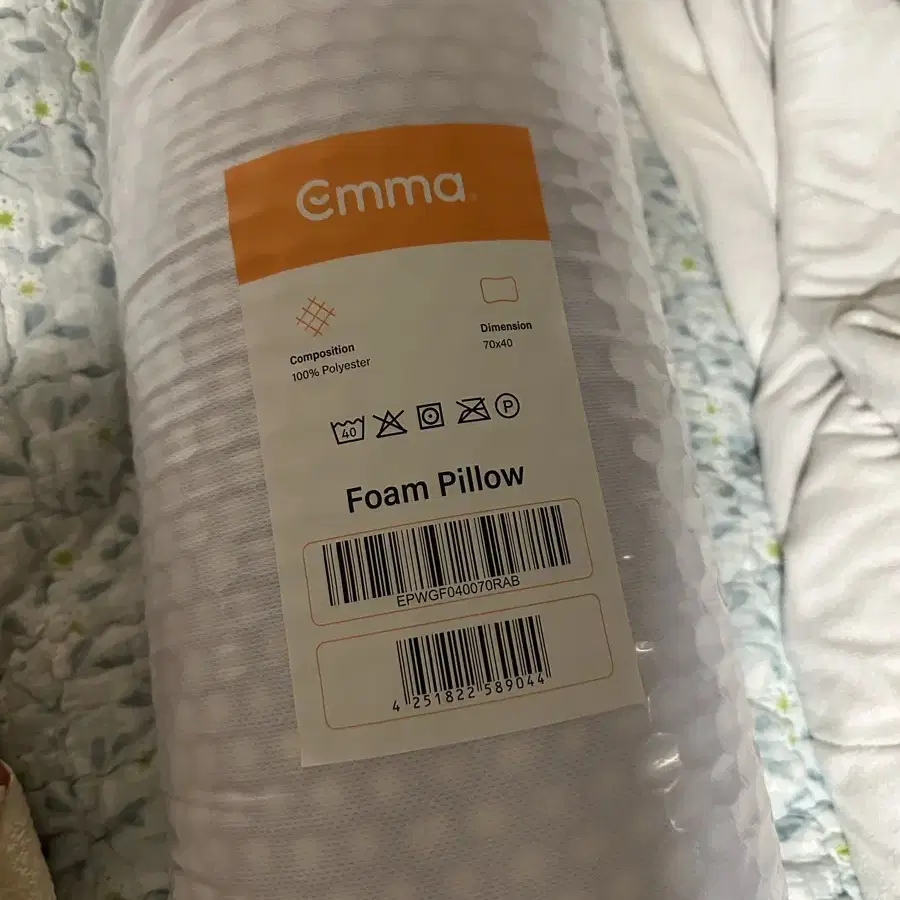 emma
Composition
100% Polyester
Dimension
70x40
40
P
Foam Pillow
EPWGF040070RAB
4 251822 589044